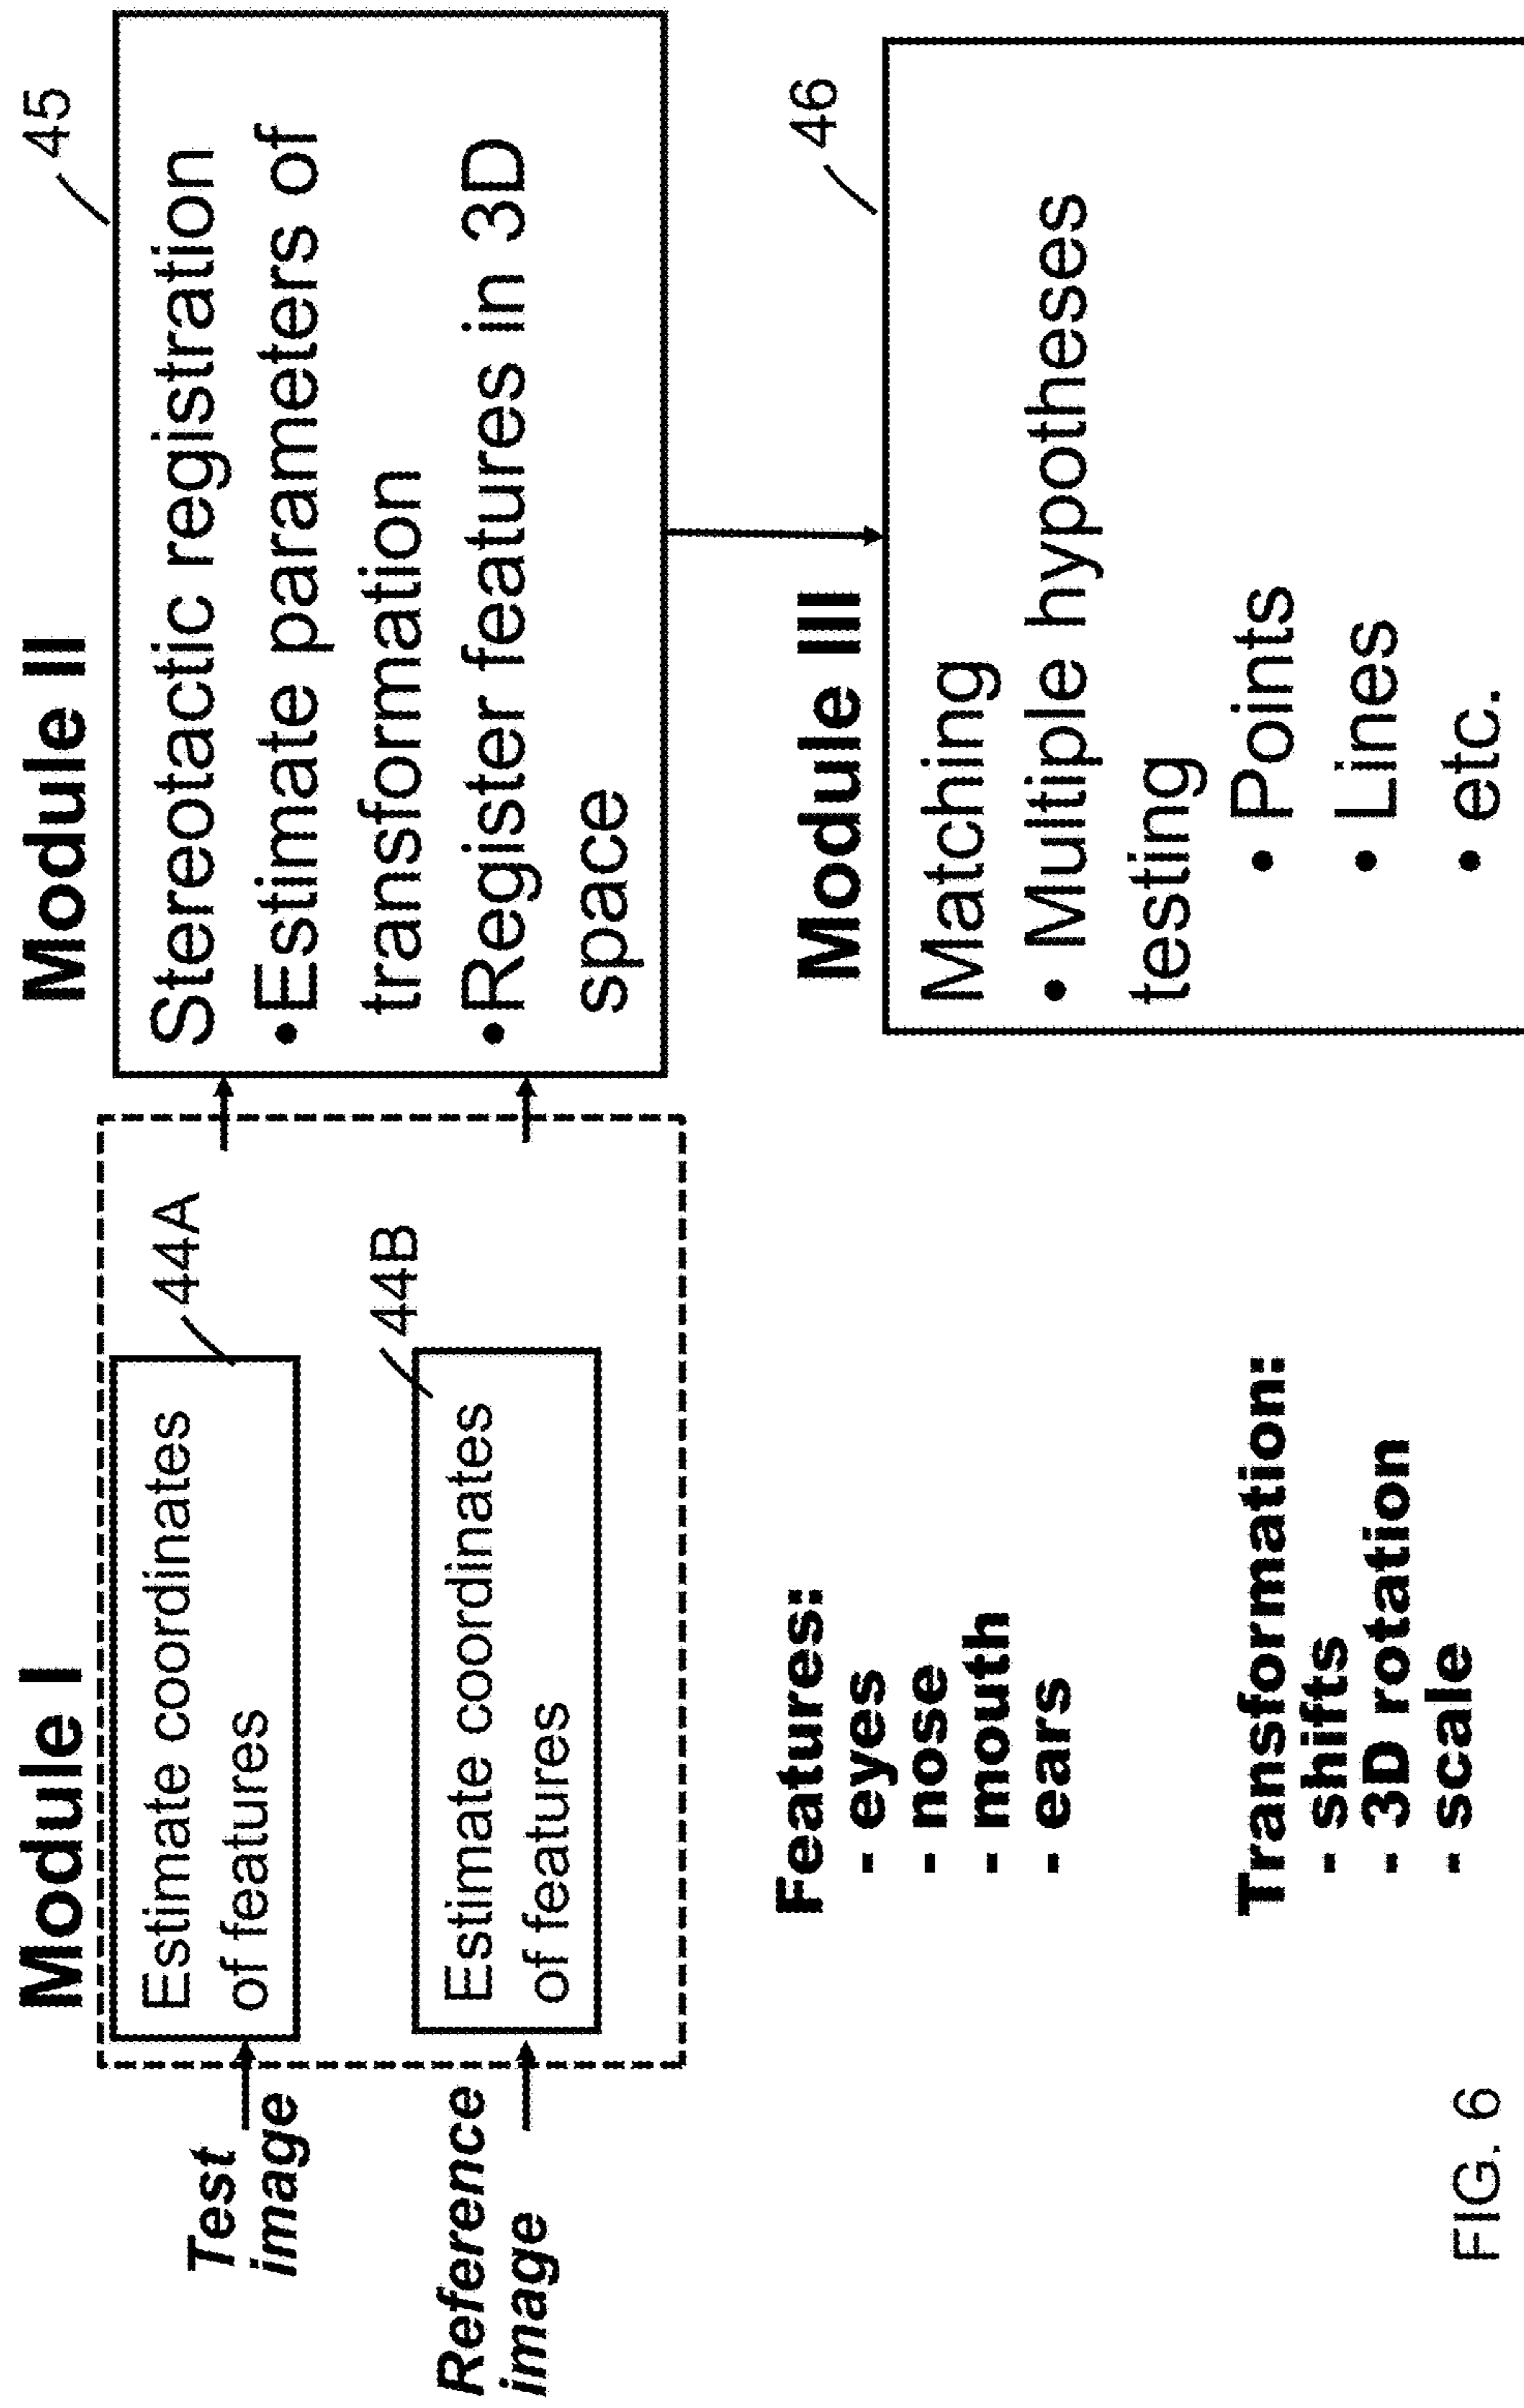 Module I
Test
image
Estimate coordinates
of features
44A
Reference
image
Estimate coordinates
of features
44B
Module II
45
Stereotactic registration
•Estimate parameters of
transformation
•Register features in 3D
space
Features:
- eyes
- nose
- mouth
- ears
Transformation:
- shifts
- 3D rotation
- scale
Module III
46
Matching
• Multiple hypotheses
testing
• Points
• Lines
• etc.
FIG. 6